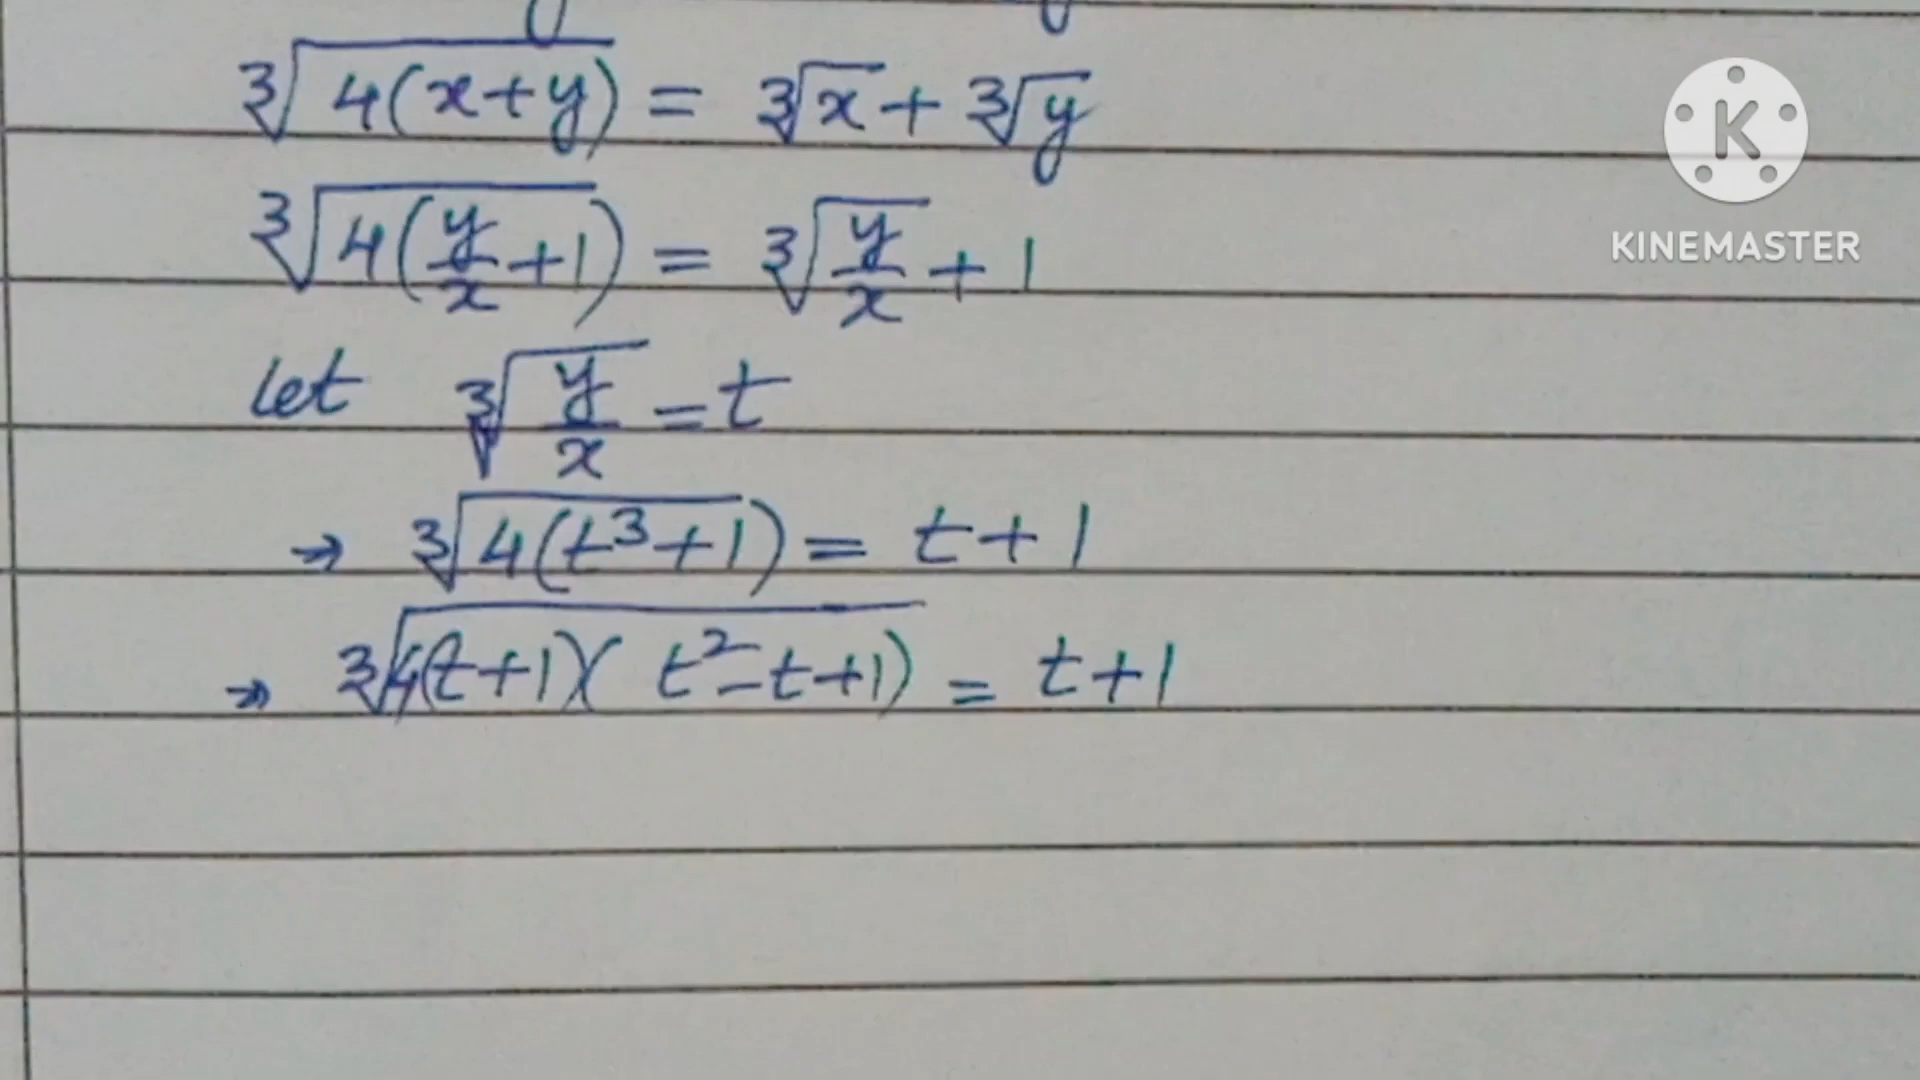 ∛4(x+y) = ∛x + ∛y
∛4(y/x+1) = ∛y/x + 1
let ∛y/x = t
→ ∛4(t³+1) = t+1
→ ∛4(t+1)(t²-t+1) = t+1
K
KINEMASTER